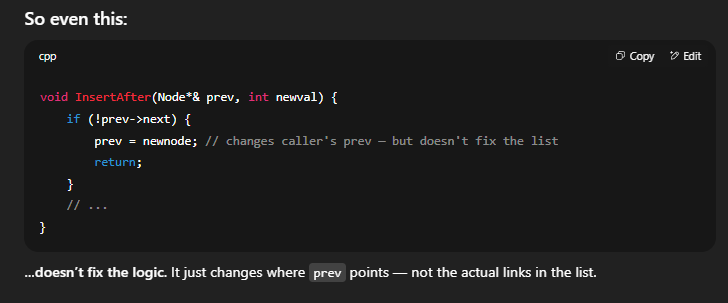 So even this:
cpp
Copy Edit
void InsertAfter(Node*& prev, int newval) {
    if (!prev->next) {
        prev = newnode; // changes caller's prev — but doesn't fix the list
        return;
    }
    // ...
}
...doesn't fix the logic. It just changes where prev points — not the actual links in the list.